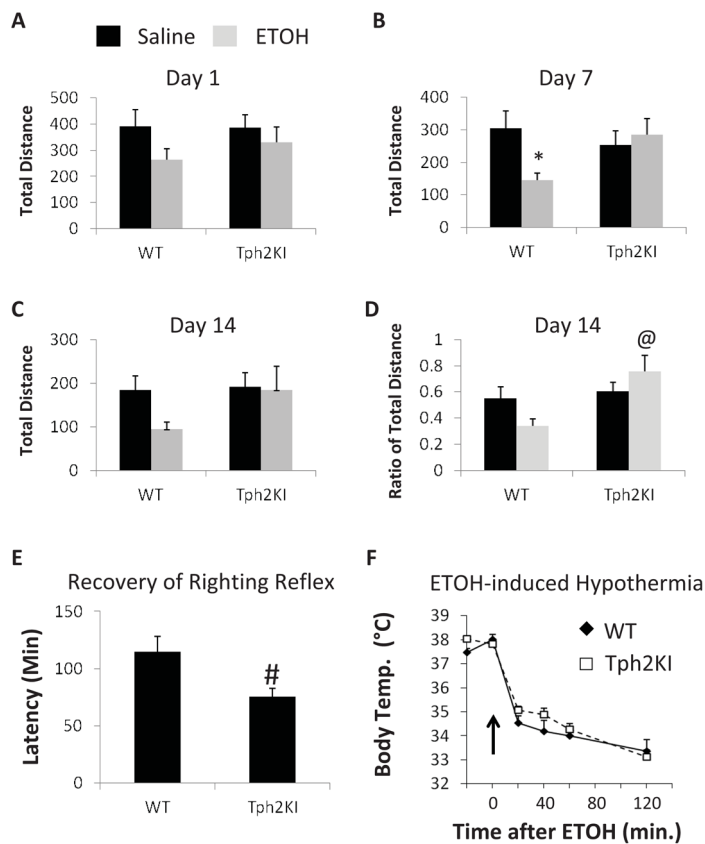 A
Saline
ETOH
B
Day 1
Total Distance
500
400
300
200
100
0
WT
Tph2KI
Day 7
Total Distance
400
300
200
100
0
*
WT
Tph2KI
C
Day 14
Total Distance
300
200
100
0
WT
Tph2KI
D
Day 14
Ratio of Total Distance
1
0.8
0.6
0.4
0.2
0
@
WT
Tph2KI
E
Recovery of Righting Reflex
Latency (Min)
150
100
50
0
#
WT
Tph2KI
F
ETOH-induced Hypothermia
Body Temp. (°C)
39
38
37
36
35
34
33
32
WT
Tph2KI
0
40
80
120
Time after ETOH (min.)